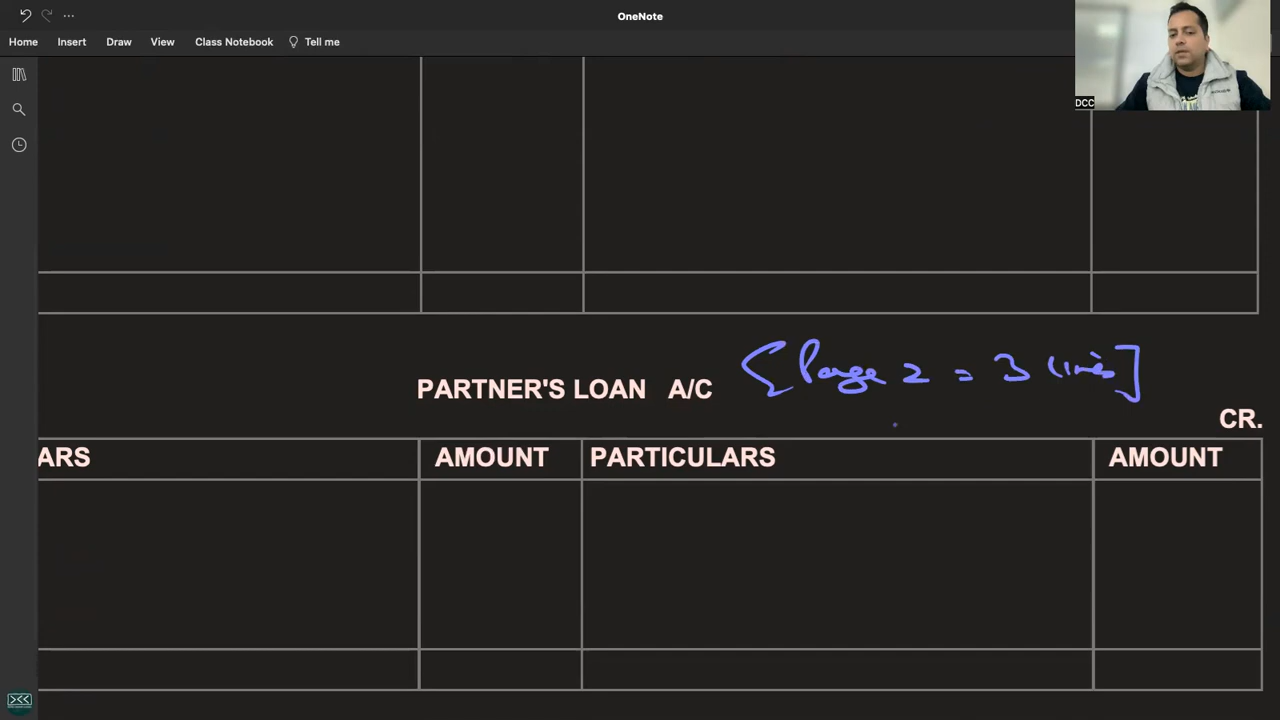 OneNote
Home Insert Draw View Class Notebook Tell me
DCC
PARTNER'S LOAN A/C [Page 2 = 3 lines]
CR.
ARS AMOUNT PARTICULARS AMOUNT